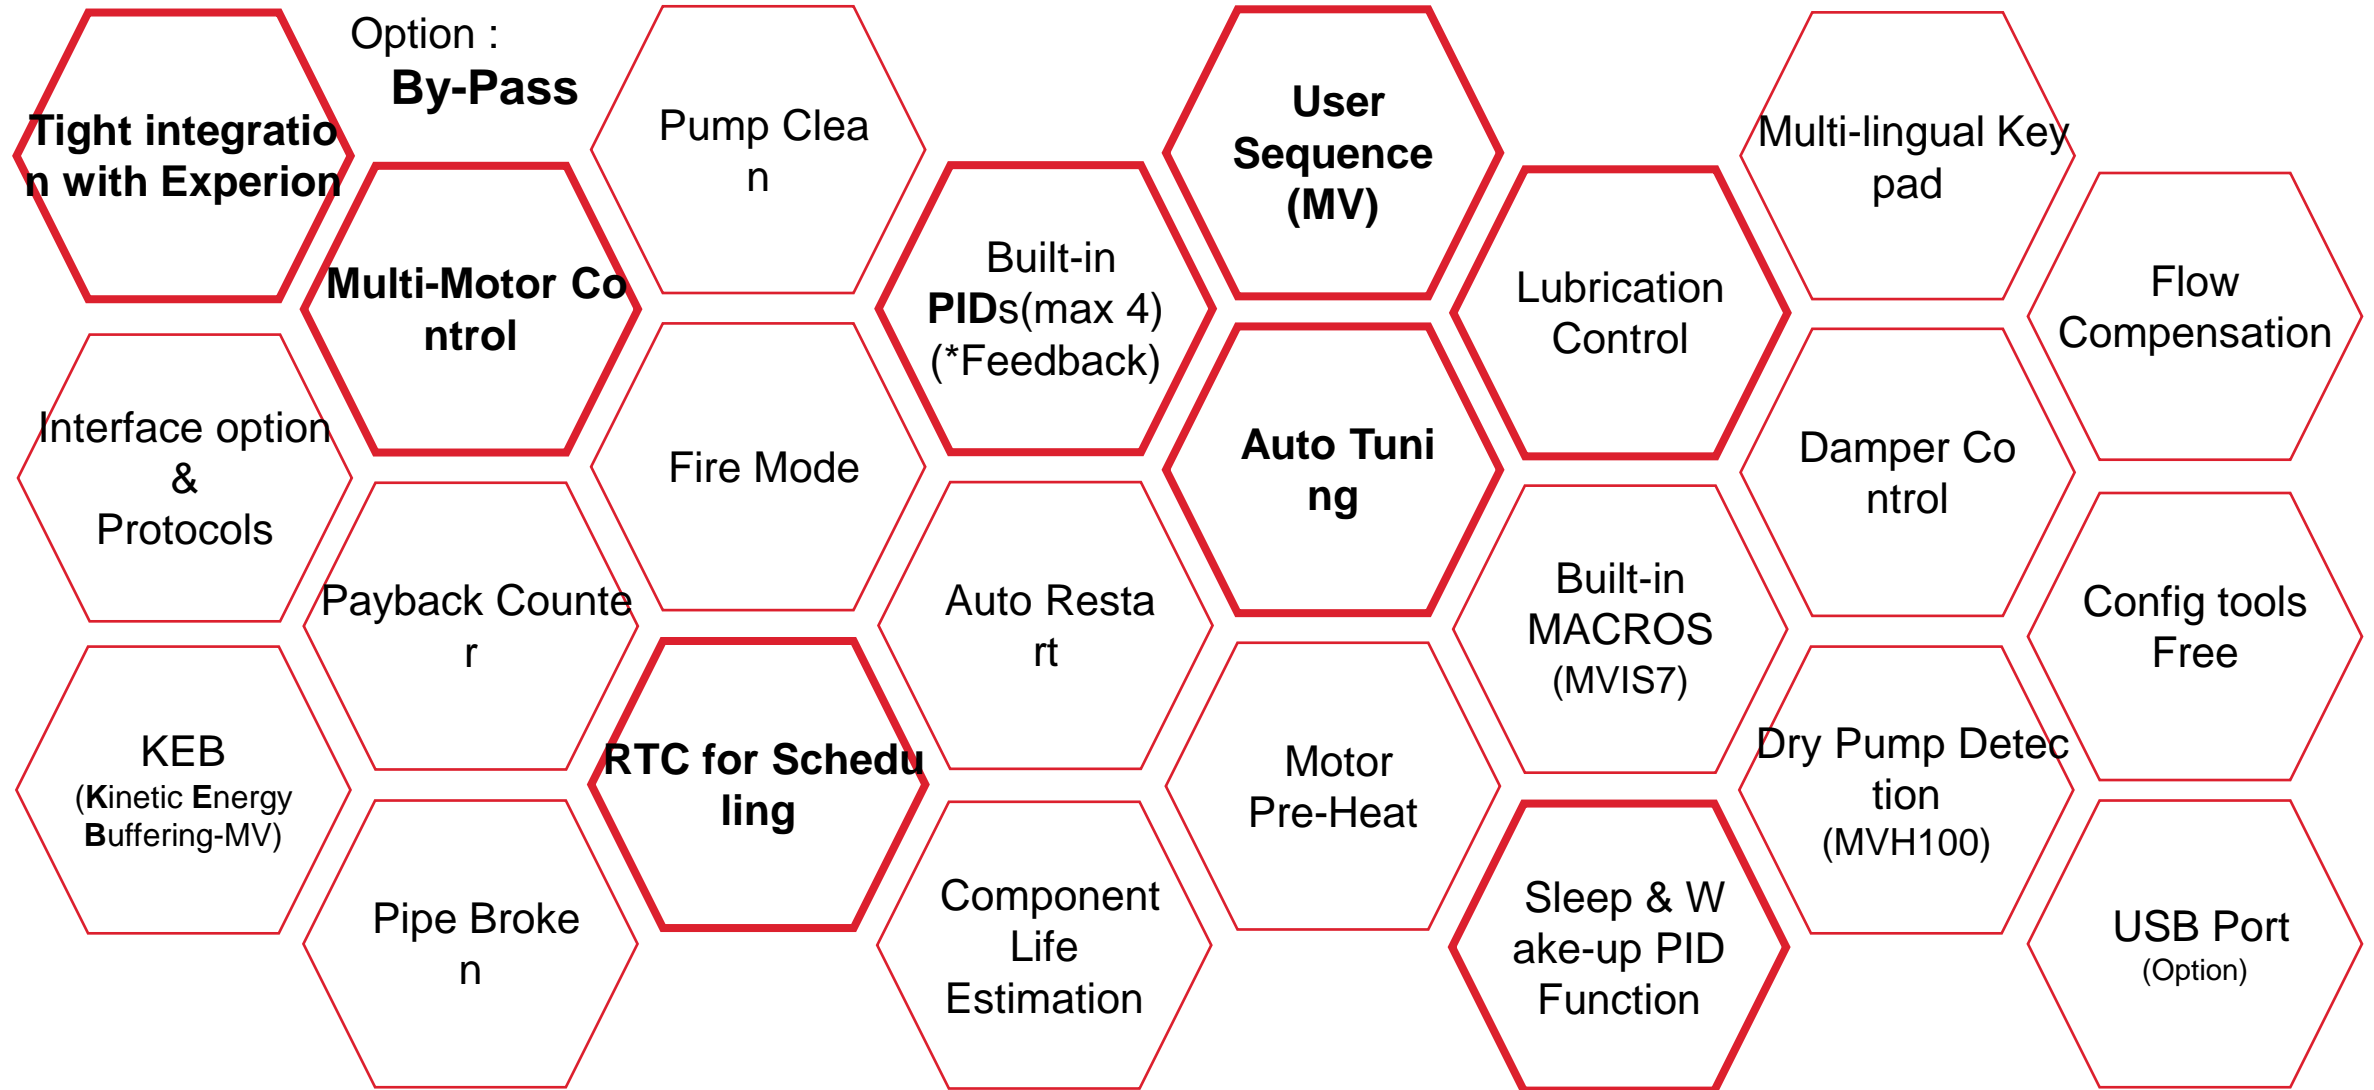 Option :
By-Pass
Tight integratio
n with Experion
Multi-Motor Co
ntrol
Pump Clea
n
Built-in
PIDs(max 4)
(*Feedback)
User
Sequence
(MV)
Lubrication
Control
Multi-lingual Key
pad
Flow
Compensation
Interface option
&
Protocols
Payback Counte
r
Fire Mode
Auto Resta
rt
Auto Tuni
ng
Built-in
MACROS
(MVIS7)
Damper Co
ntrol
Config tools
Free
KEB
(Kinetic Energy
Buffering-MV)
Pipe Broke
n
RTC for Schedu
ling
Component
Life
Estimation
Motor
Pre-Heat
Sleep & W
ake-up PID
Function
Dry Pump Detec
tion
(MVH100)
USB Port
(Option)